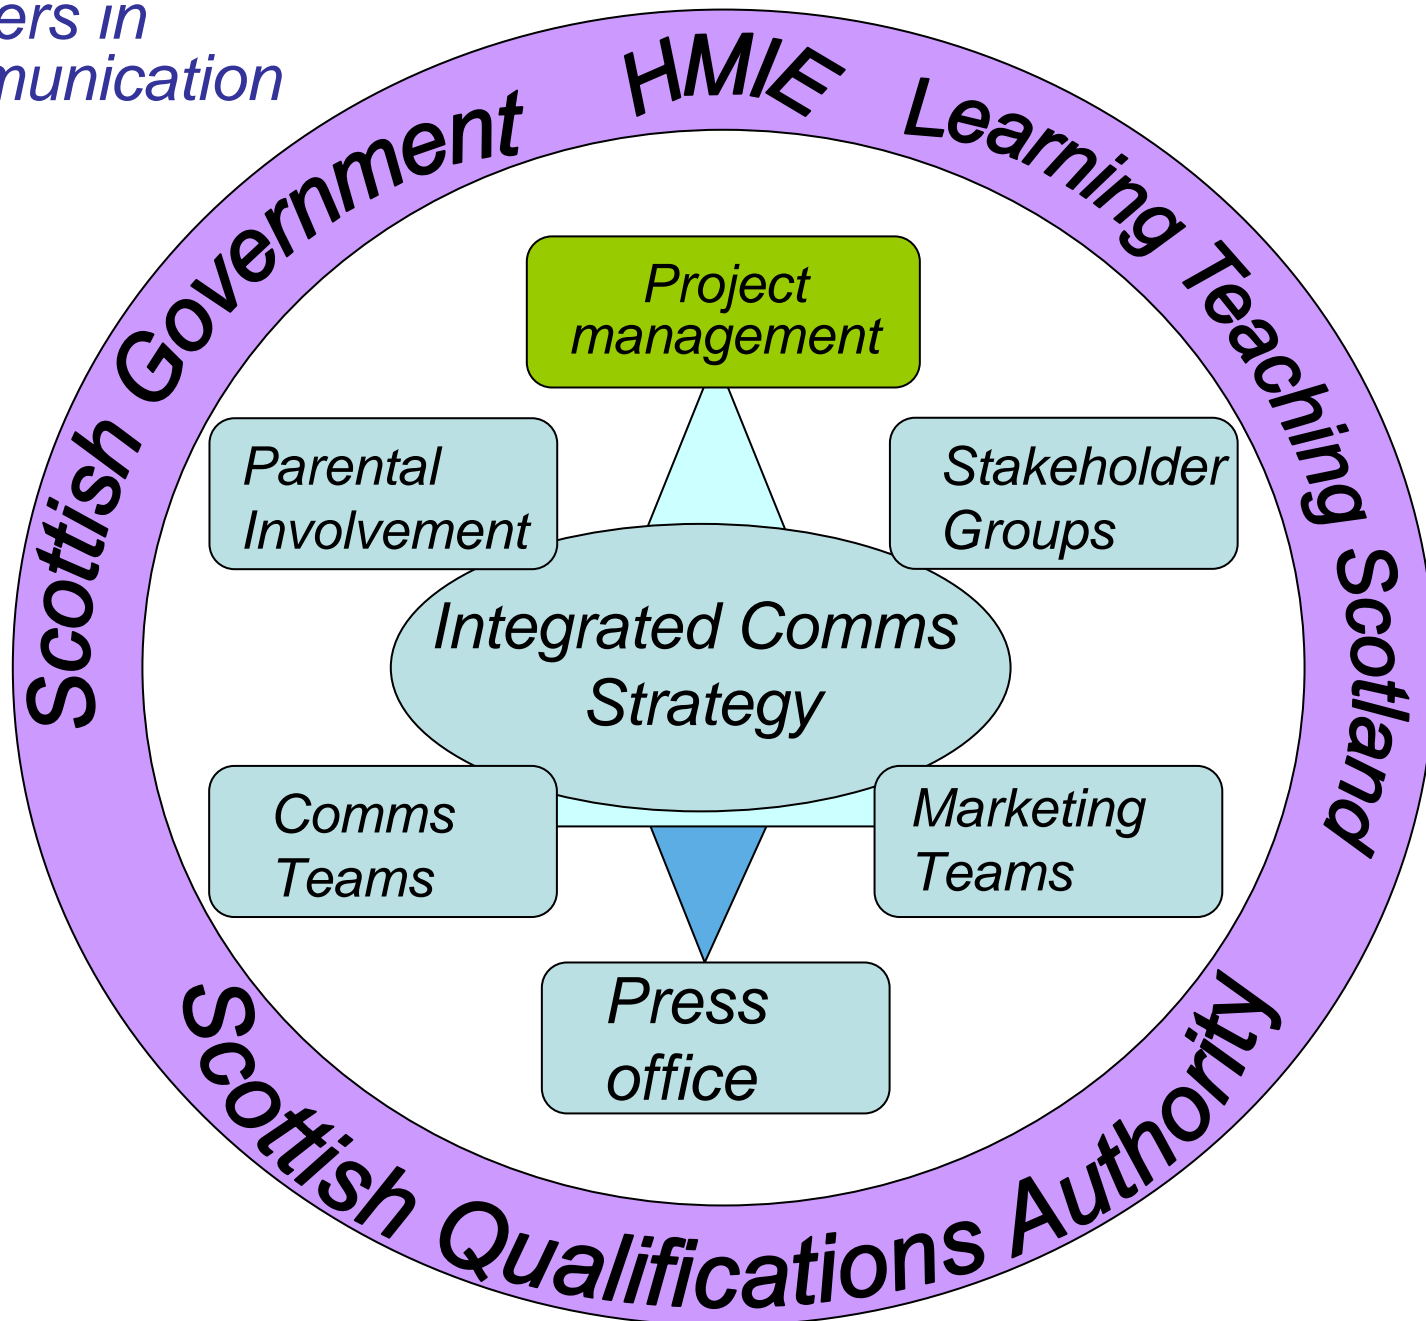 ers in
munication
Scottish Government
HMIE
Learning Teaching Scotland
Project
management
Parental
Involvement
Stakeholder
Groups
Integrated Comms
Strategy
Comms
Teams
Marketing
Teams
Press
office
Scottish Qualifications Authority